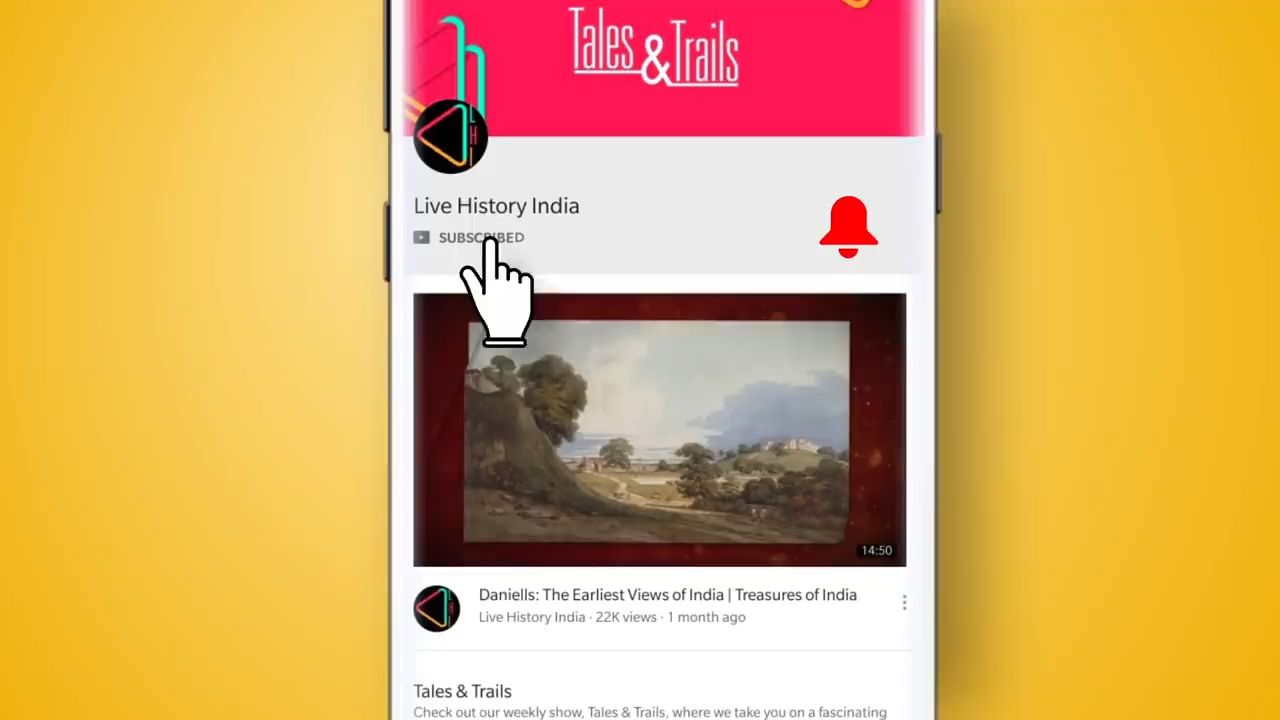 Tales & Trails
LHI
Live History India
SUBSCRIBED
14:50
LHI
Daniells: The Earliest Views of India | Treasures of India
Live History India · 22K views · 1 month ago
Tales & Trails
Check out our weekly show, Tales & Trails, where we take you on a fascinating